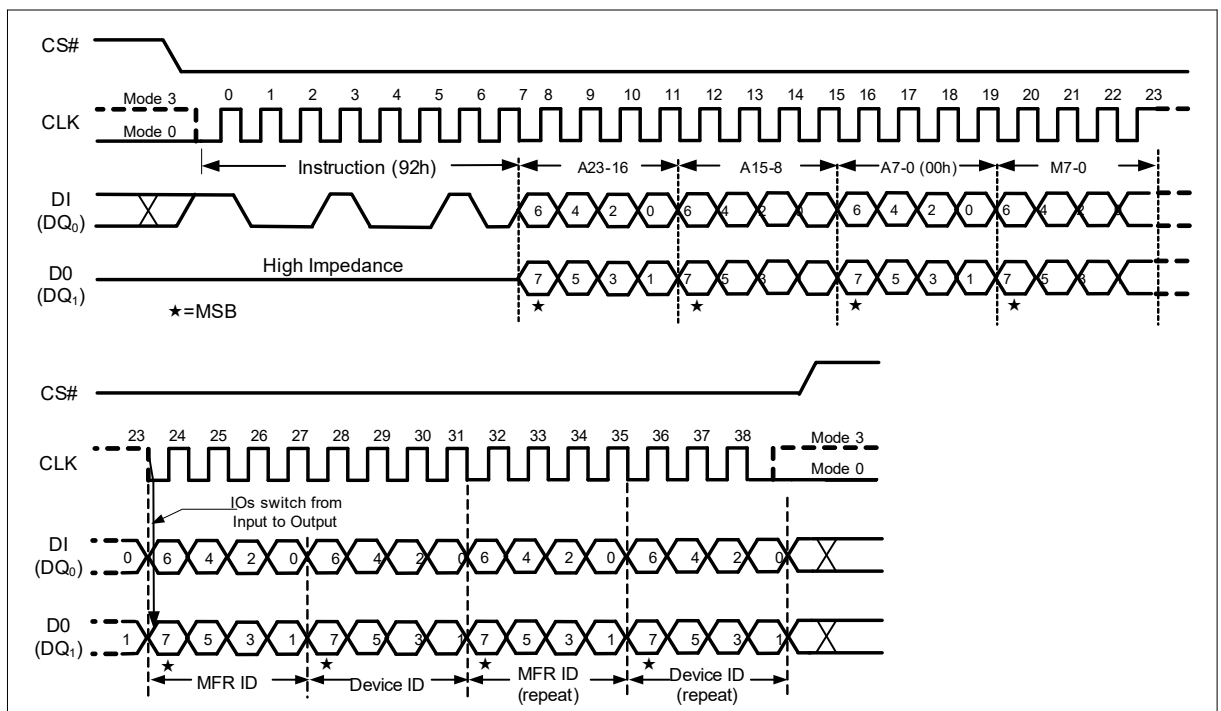 CS#
Mode 3 0 1 2 3 4 5 6 7 8 9 10 11 12 13 14 15 16 17 18 19 20 21 22 23
CLK
Mode 0
Instruction (92h) A23-16 A15-8 A7-0 (00h) M7-0
DI
(DQ0)
6 4 2 0 6 4 2 0 6 4 2 0 6 4 2 0
High Impedance
D0
(DQ1)
7 5 3 1 7 5 3 7 5 3 1 7 5 3
★=MSB ★ ★ ★ ★
CS#
23 24 25 26 27 28 29 30 31 32 33 34 35 36 37 38 Mode 3
CLK
Mode 0
IOs switch from
Input to Output
DI
(DQ0)
0 6 4 2 0 6 4 2 0 6 4 2 0 6 4 2 0
D0
(DQ1)
1 7 5 3 1 7 5 3 1 7 5 3 1 7 5 3 1
★ ★ ★ ★
MFR ID Device ID MFR ID
(repeat)
Device ID
(repeat)